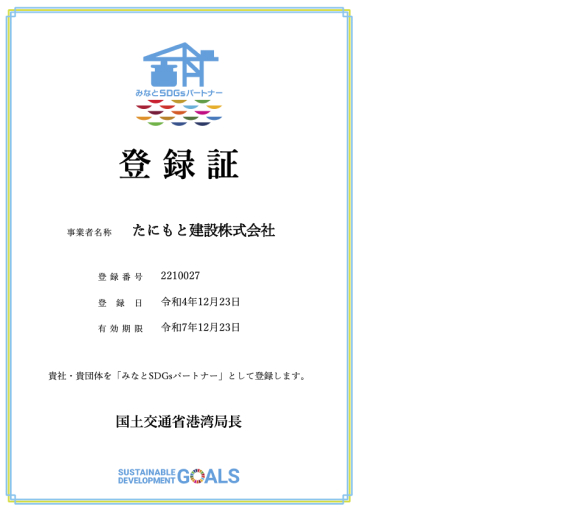 みなとSDGsパートナー
登録証
事業者名称 たにもと建設株式会社
登録番号 2210027
登録日 令和4年12月23日
有効期限 令和7年12月23日
貴社・貴団体を「みなとSDGsパートナー」として登録します。
国土交通省港湾局長
SUSTAINABLE DEVELOPMENT GOALS